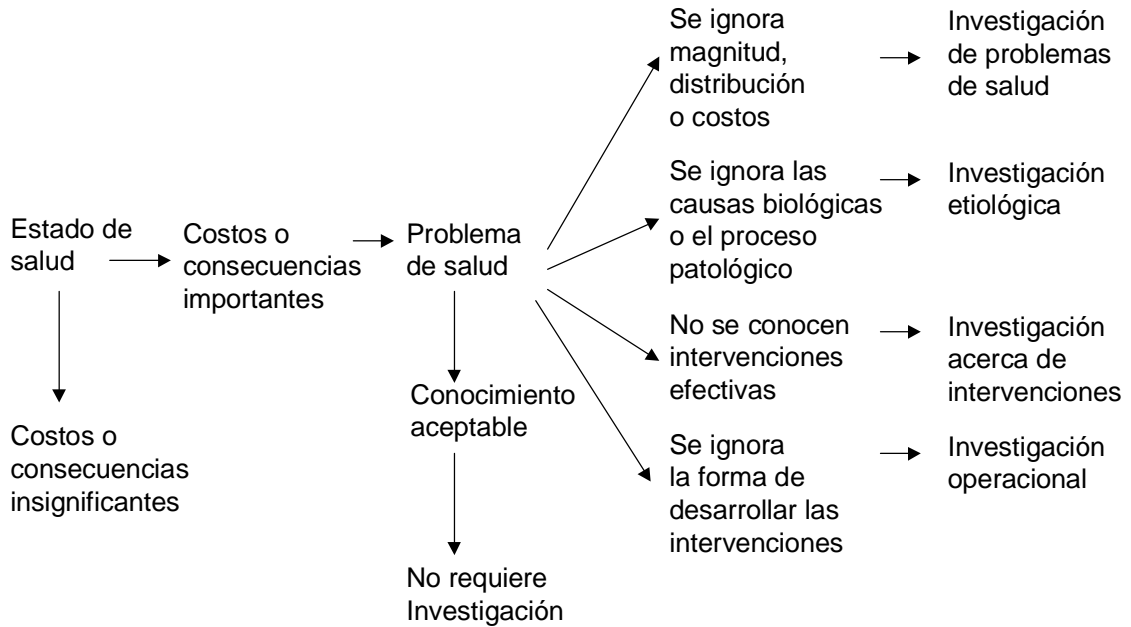 Estado de
salud
Costos o
consecuencias
insignificantes
Costos o
consecuencias
importantes
Problema
de salud
Conocimiento
aceptable
No requiere
Investigación
Se ignora
magnitud,
distribución
o costos
Investigación
de problemas
de salud
Se ignora las
causas biológicas
o el proceso
patológico
Investigación
etiológica
No se conocen
intervenciones
efectivas
Investigación
acerca de
intervenciones
Se ignora
la forma de
desarrollar las
intervenciones
Investigación
operacional